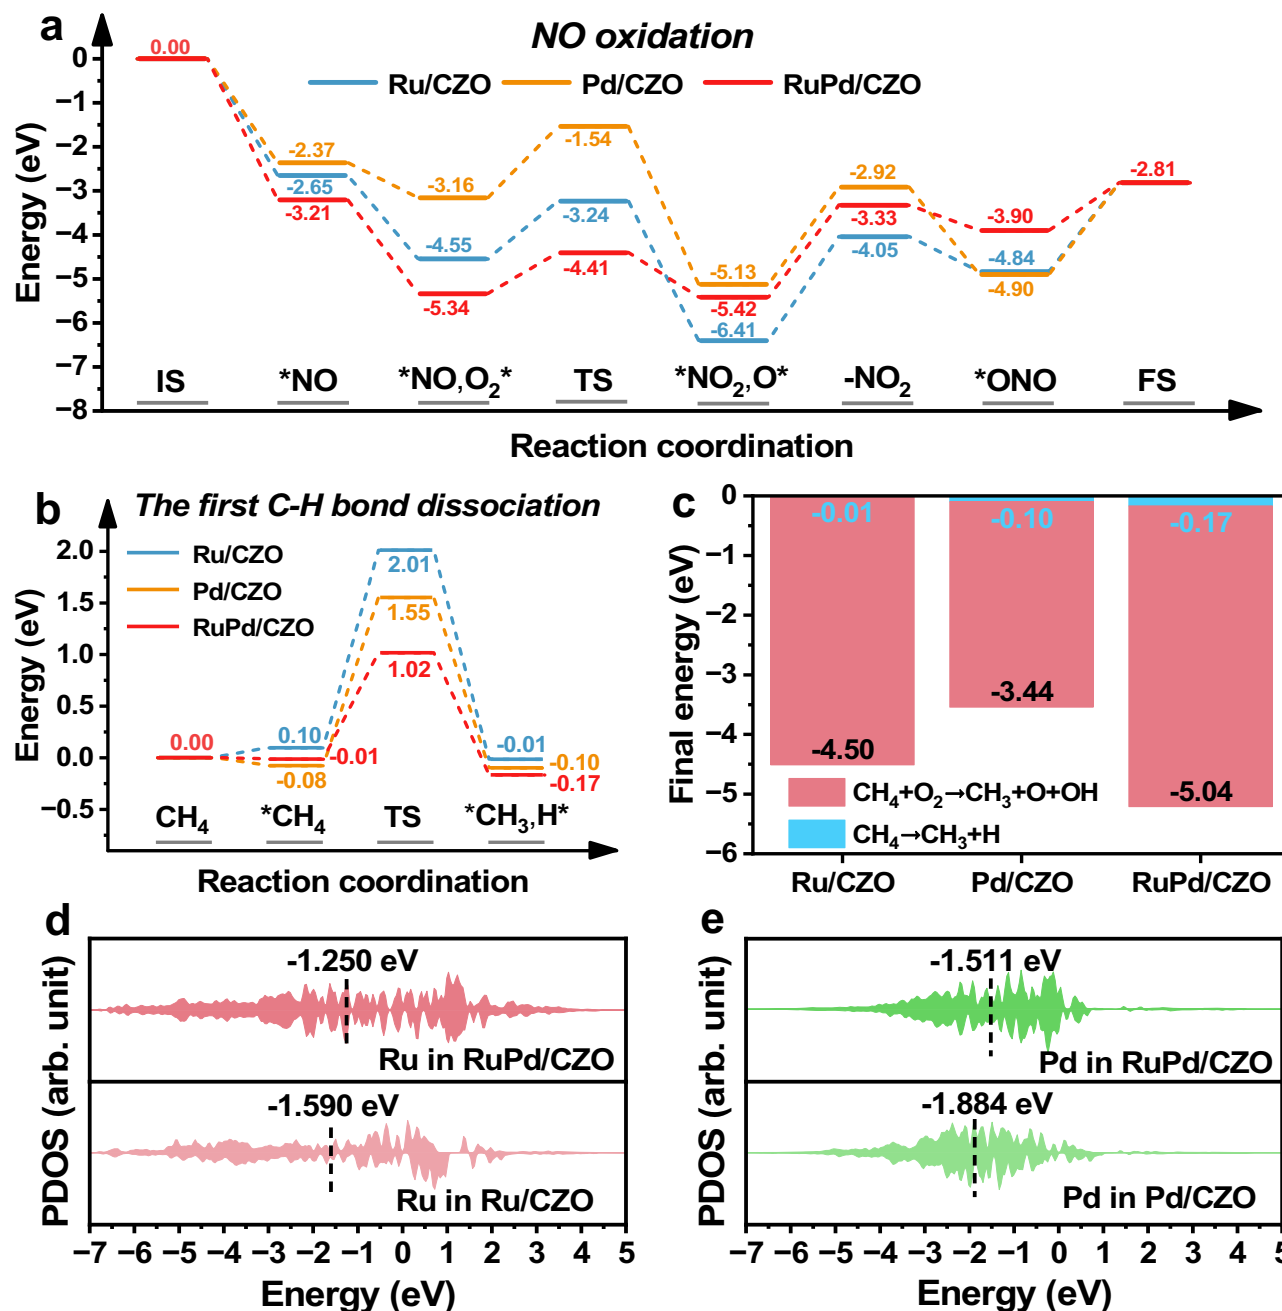 a
NO oxidation
Ru/CZO
Pd/CZO
RuPd/CZO
Energy (eV)
0
−1
−2
−3
−4
−5
−6
−7
−8
0.00
-2.37
-2.65
-3.21
-3.16
-4.55
-5.34
-1.54
-3.24
-4.41
-5.13
-5.42
-6.41
-2.92
-3.33
-4.05
-3.90
-4.84
-4.90
-2.81
IS
*NO
*NO,O₂*
TS
*NO₂,O*
-NO₂
*ONO
FS
Reaction coordination
b
The first C-H bond dissociation
Ru/CZO
Pd/CZO
RuPd/CZO
Energy (eV)
2.0
1.5
1.0
0.5
0.0
−0.5
0.00
0.10
-0.01
-0.08
2.01
1.55
1.02
-0.01
-0.10
-0.17
CH₄
*CH₄
TS
*CH₃,H*
Reaction coordination
c
Final energy (eV)
0
−1
−2
−3
−4
−5
−6
-0.01
-0.10
-0.17
-3.44
-4.50
-5.04
CH₄+O₂→CH₃+O+OH
CH₄→CH₃+H
Ru/CZO
Pd/CZO
RuPd/CZO
d
PDOS (arb. unit)
-1.250 eV
Ru in RuPd/CZO
-1.590 eV
Ru in Ru/CZO
−7 −6 −5 −4 −3 −2 −1 0 1 2 3 4 5
Energy (eV)
e
PDOS (arb. unit)
-1.511 eV
Pd in RuPd/CZO
-1.884 eV
Pd in Pd/CZO
−7 −6 −5 −4 −3 −2 −1 0 1 2 3 4 5
Energy (eV)